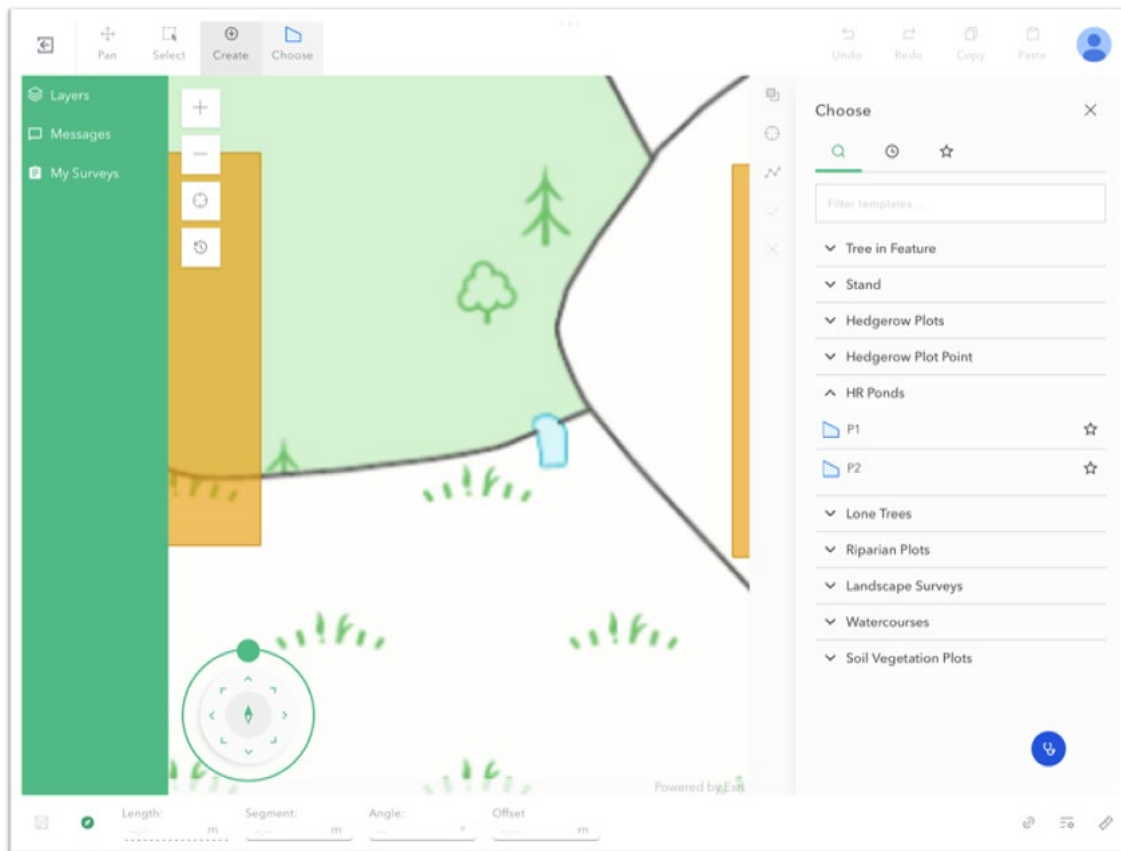 Pan
Select
Create
Choose
Undo
Redo
Copy
Paste
Layers
Messages
My Surveys
Choose
Filter templates...
Tree in Feature
Stand
Hedgerow Plots
Hedgerow Plot Point
HR Ponds
P1
P2
Lone Trees
Riparian Plots
Landscape Surveys
Watercourses
Soil Vegetation Plots
Powered by Esri
Length:
Segment:
Angle:
Offset
--.-- m
--.-- m
--.-- °
--.-- m